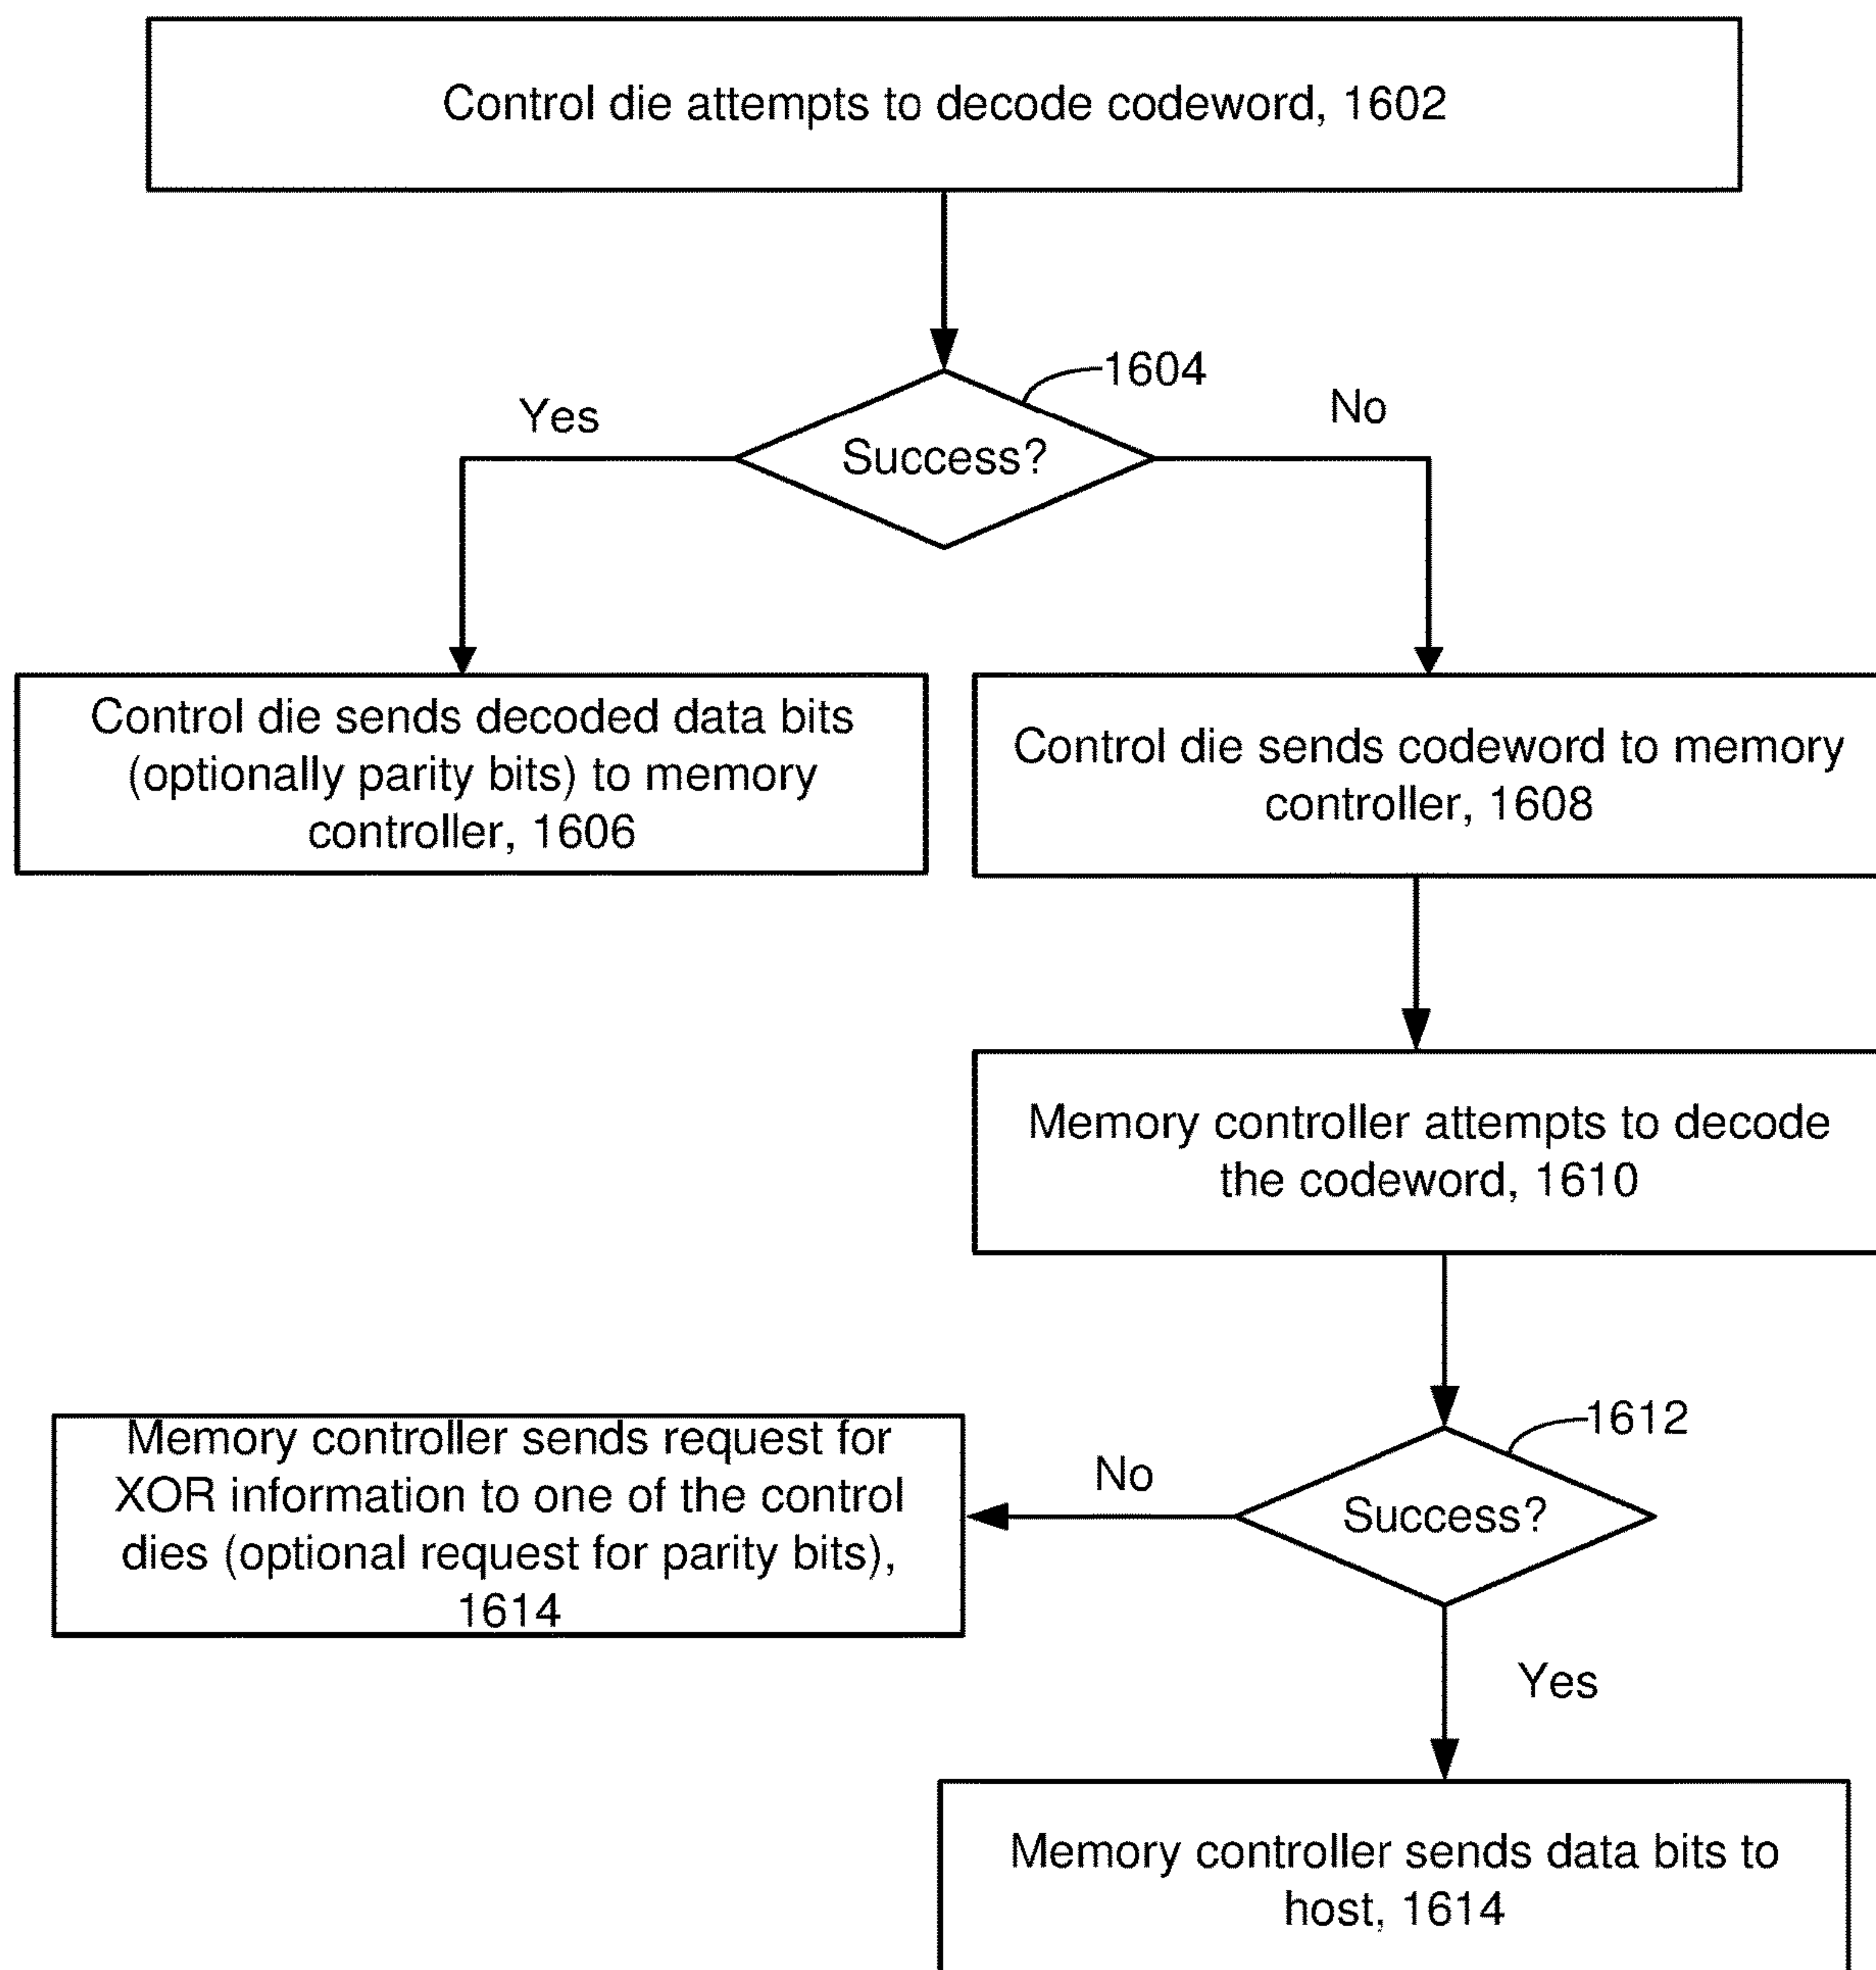 Control die attempts to decode codeword, 1602
1604
Yes
No
Success?
Control die sends decoded data bits
(optionally parity bits) to memory
controller, 1606
Control die sends codeword to memory
controller, 1608
Memory controller attempts to decode
the codeword, 1610
1612
Memory controller sends request for
XOR information to one of the control
dies (optional request for parity bits),
1614
No
Success?
Yes
Memory controller sends data bits to
host, 1614